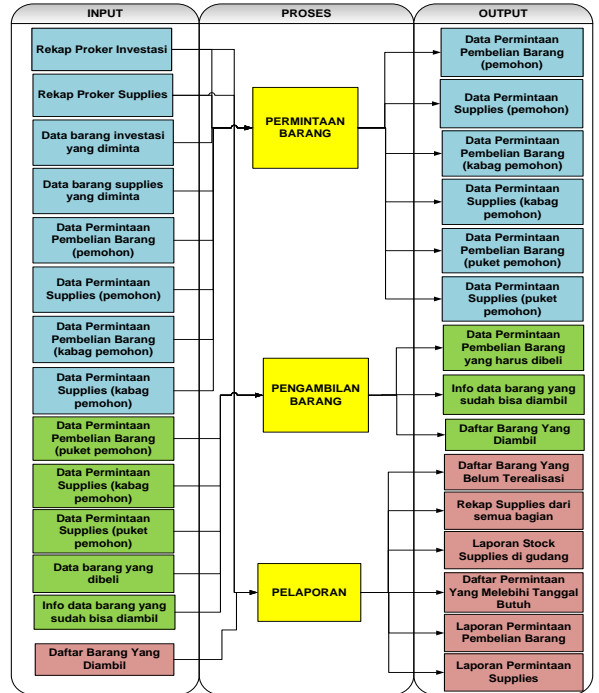 INPUT
PROSES
OUTPUT
Rekap Proker Investasi
Rekap Proker Supplies
Data barang investasi
yang diminta
Data barang supplies
yang diminta
Data Permintaan
Pembelian Barang
(pemohon)
Data Permintaan
Supplies (pemohon)
Data Permintaan
Pembelian Barang
(kabag pemohon)
Data Permintaan
Supplies (kabag
pemohon)
Data Permintaan
Pembelian Barang
(puket pemohon)
Data Permintaan
Supplies (kabag
pemohon)
Data Permintaan
Supplies (puket
pemohon)
Data barang yang
dibeli
Info data barang yang
sudah bisa diambil
Daftar Barang Yang
Diambil
PERMINTAAN
BARANG
PENGAMBILAN
BARANG
PELAPORAN
Data Permintaan
Pembelian Barang
(pemohon)
Data Permintaan
Supplies (pemohon)
Data Permintaan
Pembelian Barang
(kabag pemohon)
Data Permintaan
Supplies (kabag
pemohon)
Data Permintaan
Pembelian Barang
(puket pemohon)
Data Permintaan
Supplies (puket
pemohon)
Data Permintaan
Pembelian Barang
yang harus dibeli
Info data barang yang
sudah bisa diambil
Daftar Barang Yang
Diambil
Daftar Barang Yang
Belum Terealisasi
Rekap Supplies dari
semua bagian
Laporan Stock
Supplies di gudang
Daftar Permintaan
Yang Melebihi Tanggal
Butuh
Laporan Permintaan
Pembelian Barang
Laporan Permintaan
Supplies